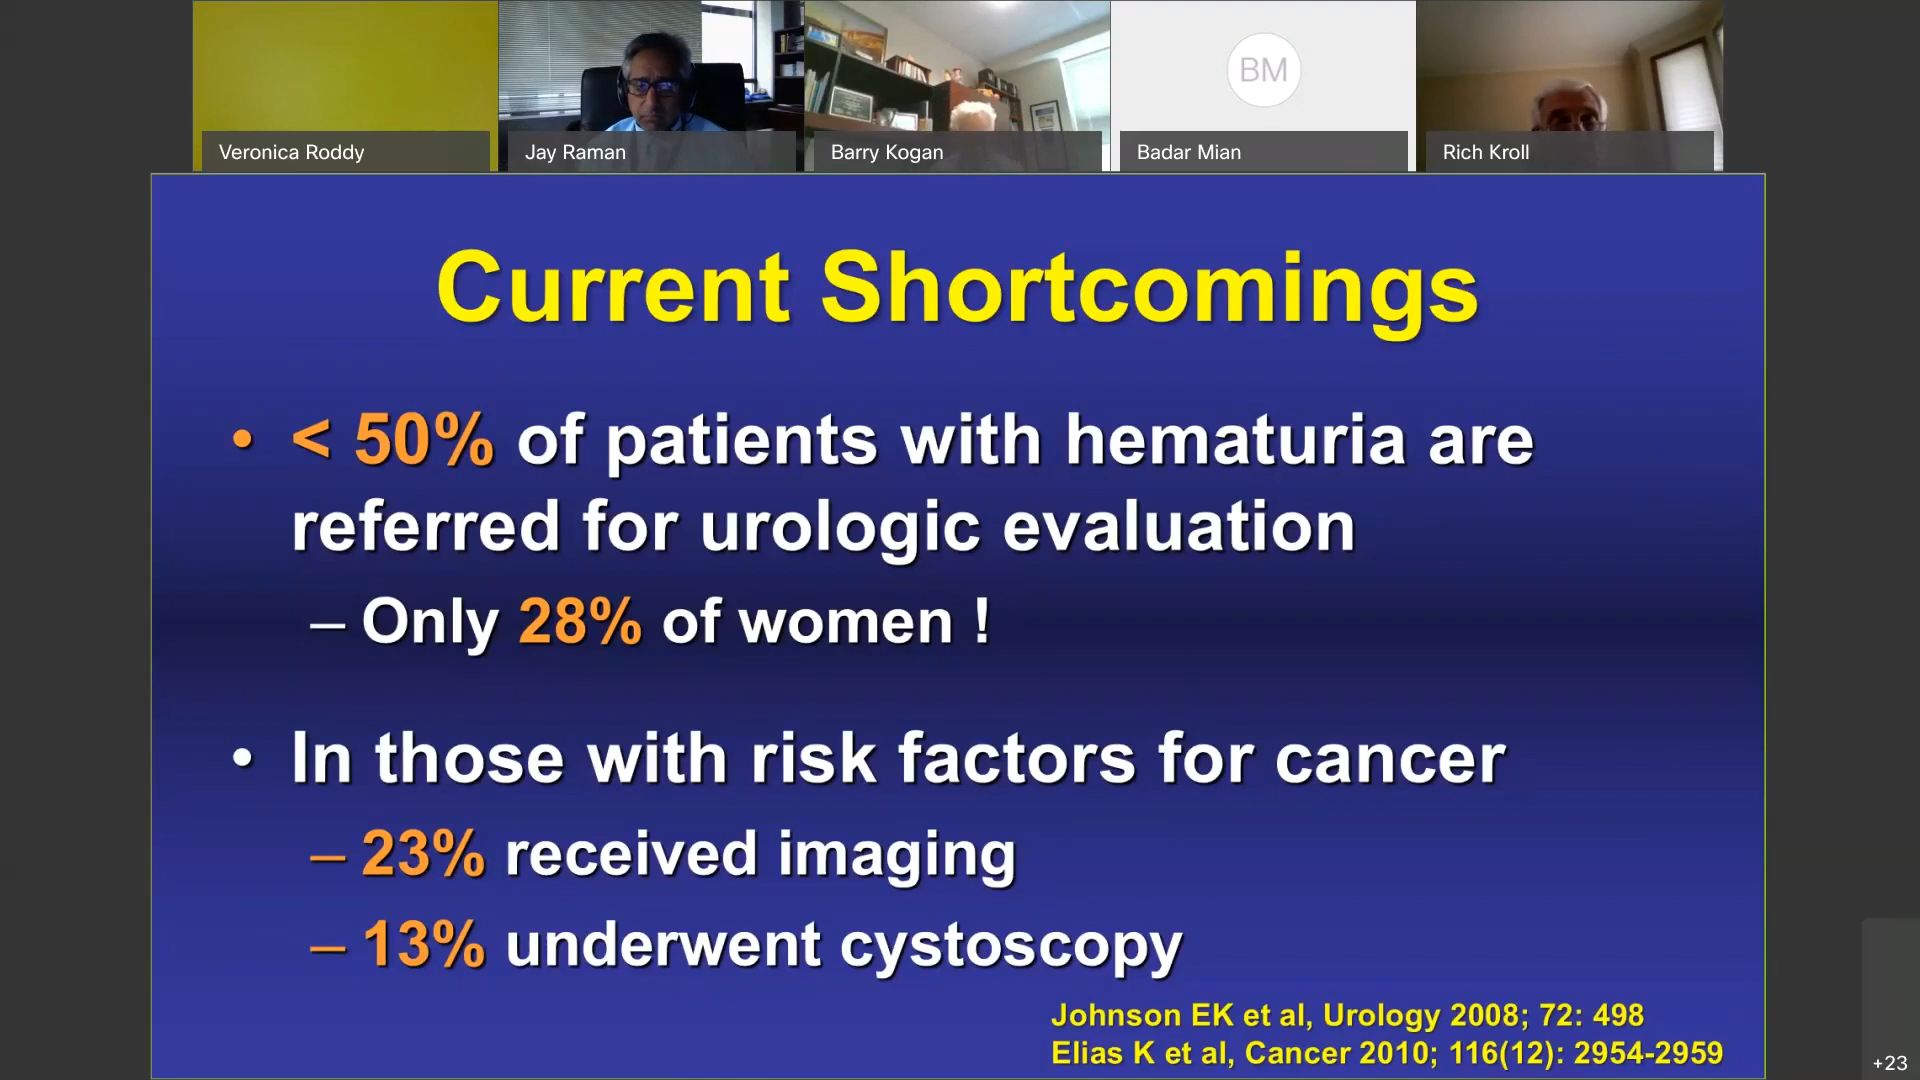 Veronica Roddy
Jay Raman
Barry Kogan
BM
Badar Mian
Rich Kroll
Current Shortcomings
• < 50% of patients with hematuria are
referred for urologic evaluation
– Only 28% of women !
• In those with risk factors for cancer
– 23% received imaging
– 13% underwent cystoscopy
Johnson EK et al, Urology 2008; 72: 498
Elias K et al, Cancer 2010; 116(12): 2954-2959
+23